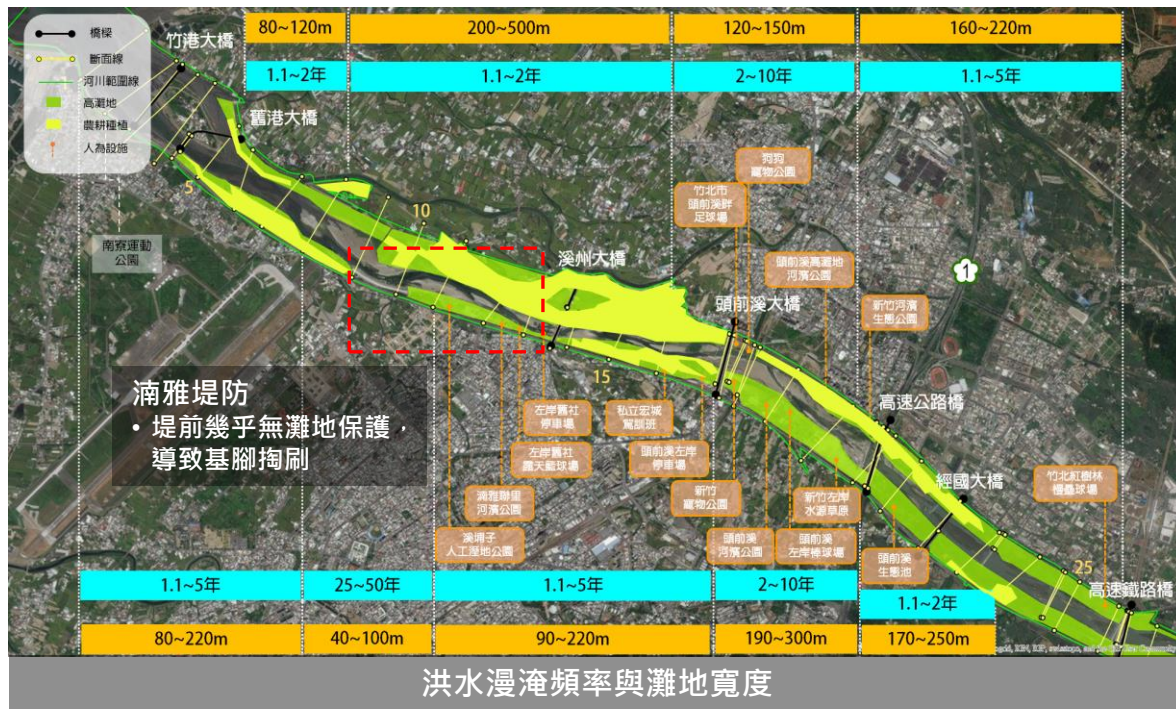 橋樑
斷面線
河川範圍線
高灘地
農耕種植
人為設施
80~120m
200~500m
120~150m
160~220m
1.1~2年
1.1~2年
2~10年
1.1~5年
竹港大橋
舊港大橋
5
10
南寮運動
公園
溪州大橋
頭前溪大橋
竹北市
頭前溪畔
足球場
狗狗
寵物公園
頭前溪高灘地
河濱公園
新竹河濱
生態公園
1
15
高速公路橋
經國大橋
竹北紅樹林
壘球場
25
高速鐵路橋
湳雅堤防
• 堤前幾乎無灘地保護，
導致基腳掏刷
左岸舊社
停車場
左岸舊社
露天籃球場
湳雅聯里
河濱公園
溪埔子
人工溼地公園
私立宏城
駕訓班
頭前溪左岸
停車場
新竹
寵物公園
頭前溪
河濱公園
新竹左岸
水源草原
頭前溪
左岸棒球場
頭前溪
生態池
1.1~5年
25~50年
1.1~5年
2~10年
1.1~2年
80~220m
40~100m
90~220m
190~300m
170~250m
洪水漫淹頻率與灘地寬度